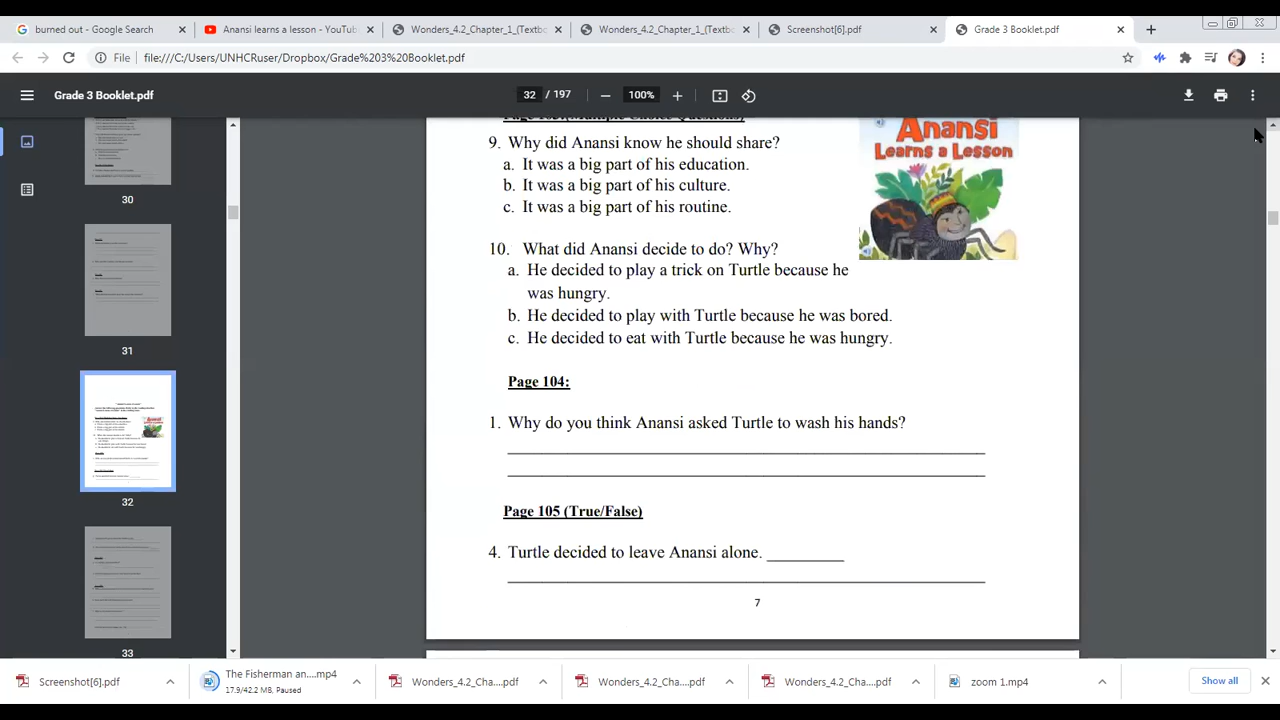 burned out - Google Search
Anansi learns a lesson - YouTub
Wonders_4.2_Chapter_1_(Textbo
Wonders_4.2_Chapter_1_(Textb
Screenshot[6].pdf
Grade 3 Booklet.pdf
File
file:///C:/Users/UNHCRuser/Dropbox/Grade%203%20Booklet.pdf
Grade 3 Booklet.pdf
32 / 197
100%
30
31
32
33
Anansi
Learns a Lesson
9. Why did Anansi know he should share?
a. It was a big part of his education.
b. It was a big part of his culture.
c. It was a big part of his routine.
10. What did Anansi decide to do? Why?
a. He decided to play a trick on Turtle because he
was hungry.
b. He decided to play with Turtle because he was bored.
c. He decided to eat with Turtle because he was hungry.
Page 104:
1. Why do you think Anansi asked Turtle to wash his hands?
Page 105 (True/False)
4. Turtle decided to leave Anansi alone.
7
Screenshot[6].pdf
The Fisherman an....mp4
17.9/42.2 MB, Paused
Wonders_4.2_Cha....pdf
Wonders_4.2_Cha....pdf
Wonders_4.2_Cha....pdf
zoom 1.mp4
Show all